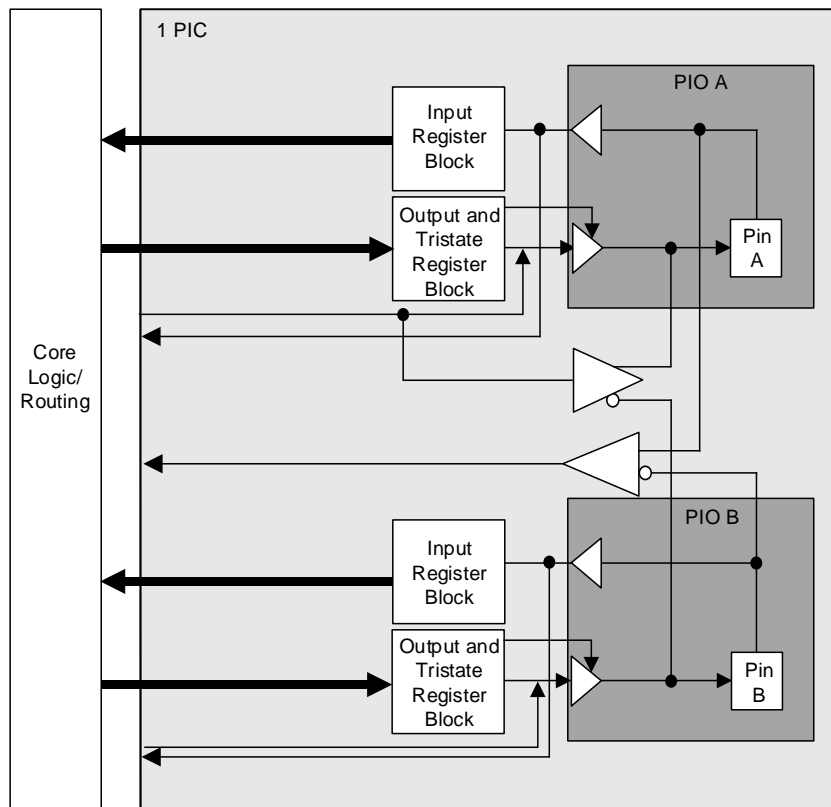 1 PIC
PIO A
Input
Register
Block
Output and
Tristate
Register
Block
Pin
A
Core
Logic/
Routing
PIO B
Input
Register
Block
Output and
Tristate
Register
Block
Pin
B